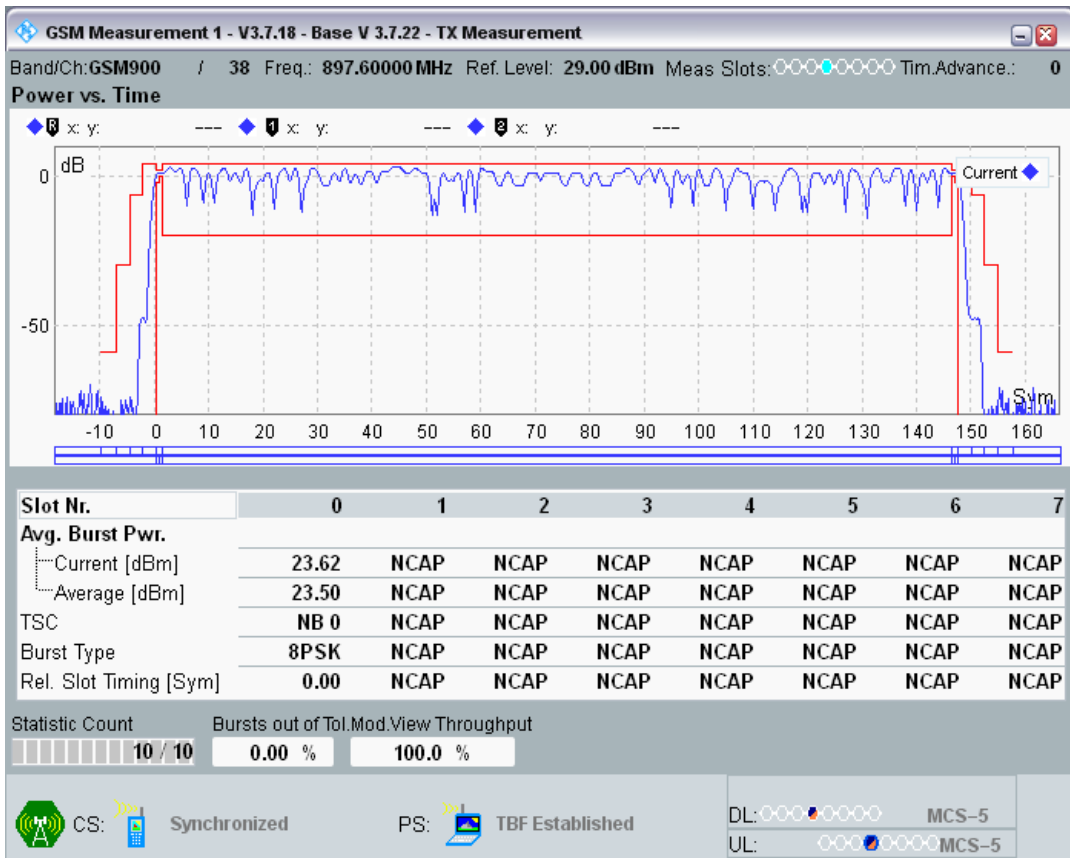 GSM Measurement 1 - V3.7.18 - Base V 3.7.22 - TX Measurement
Band/Ch:GSM900 / 38 Freq.: 897.60000 MHz Ref. Level: 29.00 dBm Meas Slots: Tim.Advance.: 0
Power vs. Time
R x: y: --- 1 x: y: --- 2 x: y: ---
dB
Current
0
-50
Sym
-10 0 10 20 30 40 50 60 70 80 90 100 110 120 130 140 150 160
Slot Nr. 0 1 2 3 4 5 6 7
Avg. Burst Pwr.
Current [dBm] 23.62 NCAP NCAP NCAP NCAP NCAP NCAP NCAP
Average [dBm] 23.50 NCAP NCAP NCAP NCAP NCAP NCAP NCAP
TSC NB 0 NCAP NCAP NCAP NCAP NCAP NCAP NCAP
Burst Type 8PSK NCAP NCAP NCAP NCAP NCAP NCAP NCAP
Rel. Slot Timing [Sym] 0.00 NCAP NCAP NCAP NCAP NCAP NCAP NCAP
Statistic Count Bursts out of Tol.Mod.View Throughput
10 / 10 0.00 % 100.0 %
CS: Synchronized PS: TBF Established
DL: MCS-5
UL: MCS-5